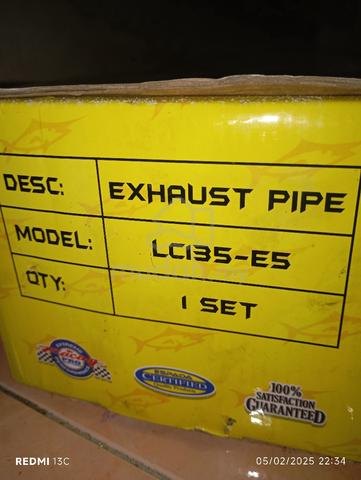 DESC: EXHAUST PIPE
MODEL: LC135-E5
QTY: 1 SET
ESPADA
CERTIFIED
100%
SATISFACTION
GUARANTEED
REDMI 13C
05/02/2025 22:34